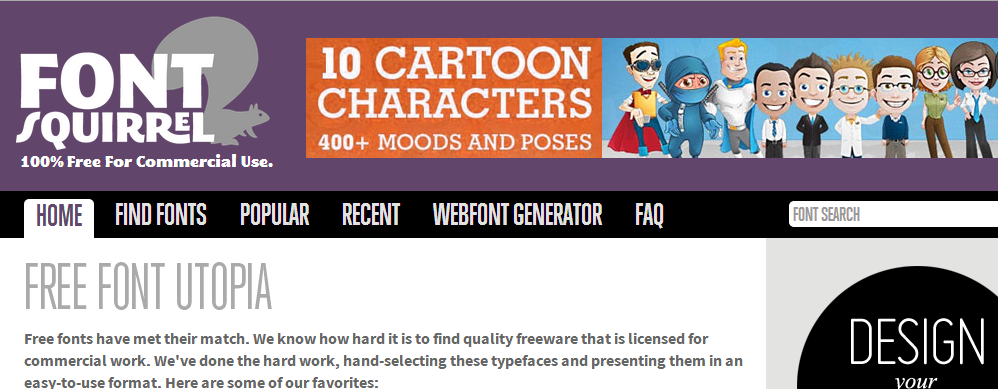 FONT
SQUIRREL
100% Free For Commercial Use.
10 CARTOON
CHARACTERS
400+ MOODS AND POSES
HOME FIND FONTS POPULAR RECENT WEBFONT GENERATOR FAQ FONT SEARCH
FREE FONT UTOPIA
Free fonts have met their match. We know how hard it is to find quality freeware that is licensed for
commercial work. We've done the hard work, hand-selecting these typefaces and presenting them in an
easy-to-use format. Here are some of our favorites:
DESIGN
your